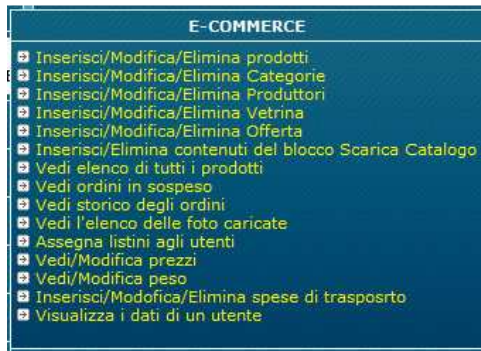 E-COMMERCE
Inserisci/Modifica/Elimina prodotti
Inserisci/Modifica/Elimina Categorie
Inserisci/Modifica/Elimina Produttori
Inserisci/Modifica/Elimina Vetrina
Inserisci/Modifica/Elimina Offerta
Inserisci/Elimina contenuti del blocco Scarica Catalogo
Vedi elenco di tutti i prodotti
Vedi ordini in sospeso
Vedi storico degli ordini
Vedi l'elenco delle foto caricate
Assegna listini agli utenti
Vedi/Modifica prezzi
Vedi/Modifica peso
Inserisci/Modofica/Elimina spese di trasposrto
Visualizza i dati di un utente